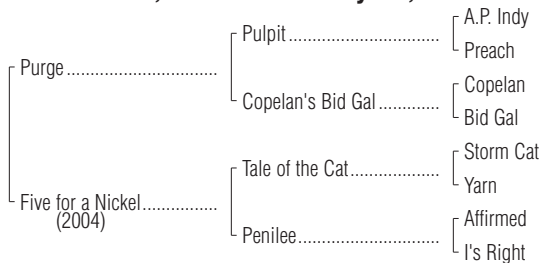 A.P. Indy
Pulpit
Preach
Purge
Copelan
Copelan's Bid Gal
Bid Gal
Storm Cat
Tale of the Cat
Yarn
Five for a Nickel
(2004)
Affirmed
Penilee
I's Right